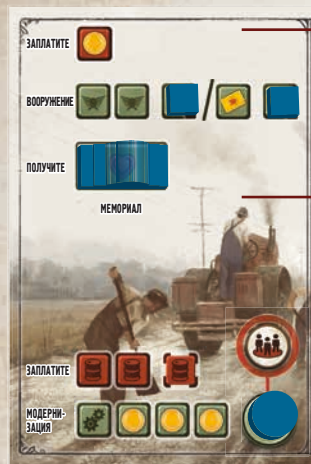 ЗАПЛАТИТЕ
ВООРУЖЕНИЕ
/
ПОЛУЧИТЕ
МЕМОРИАЛ
ЗАПЛАТИТЕ
МОДЕРНИ-
ЗАЦИЯ